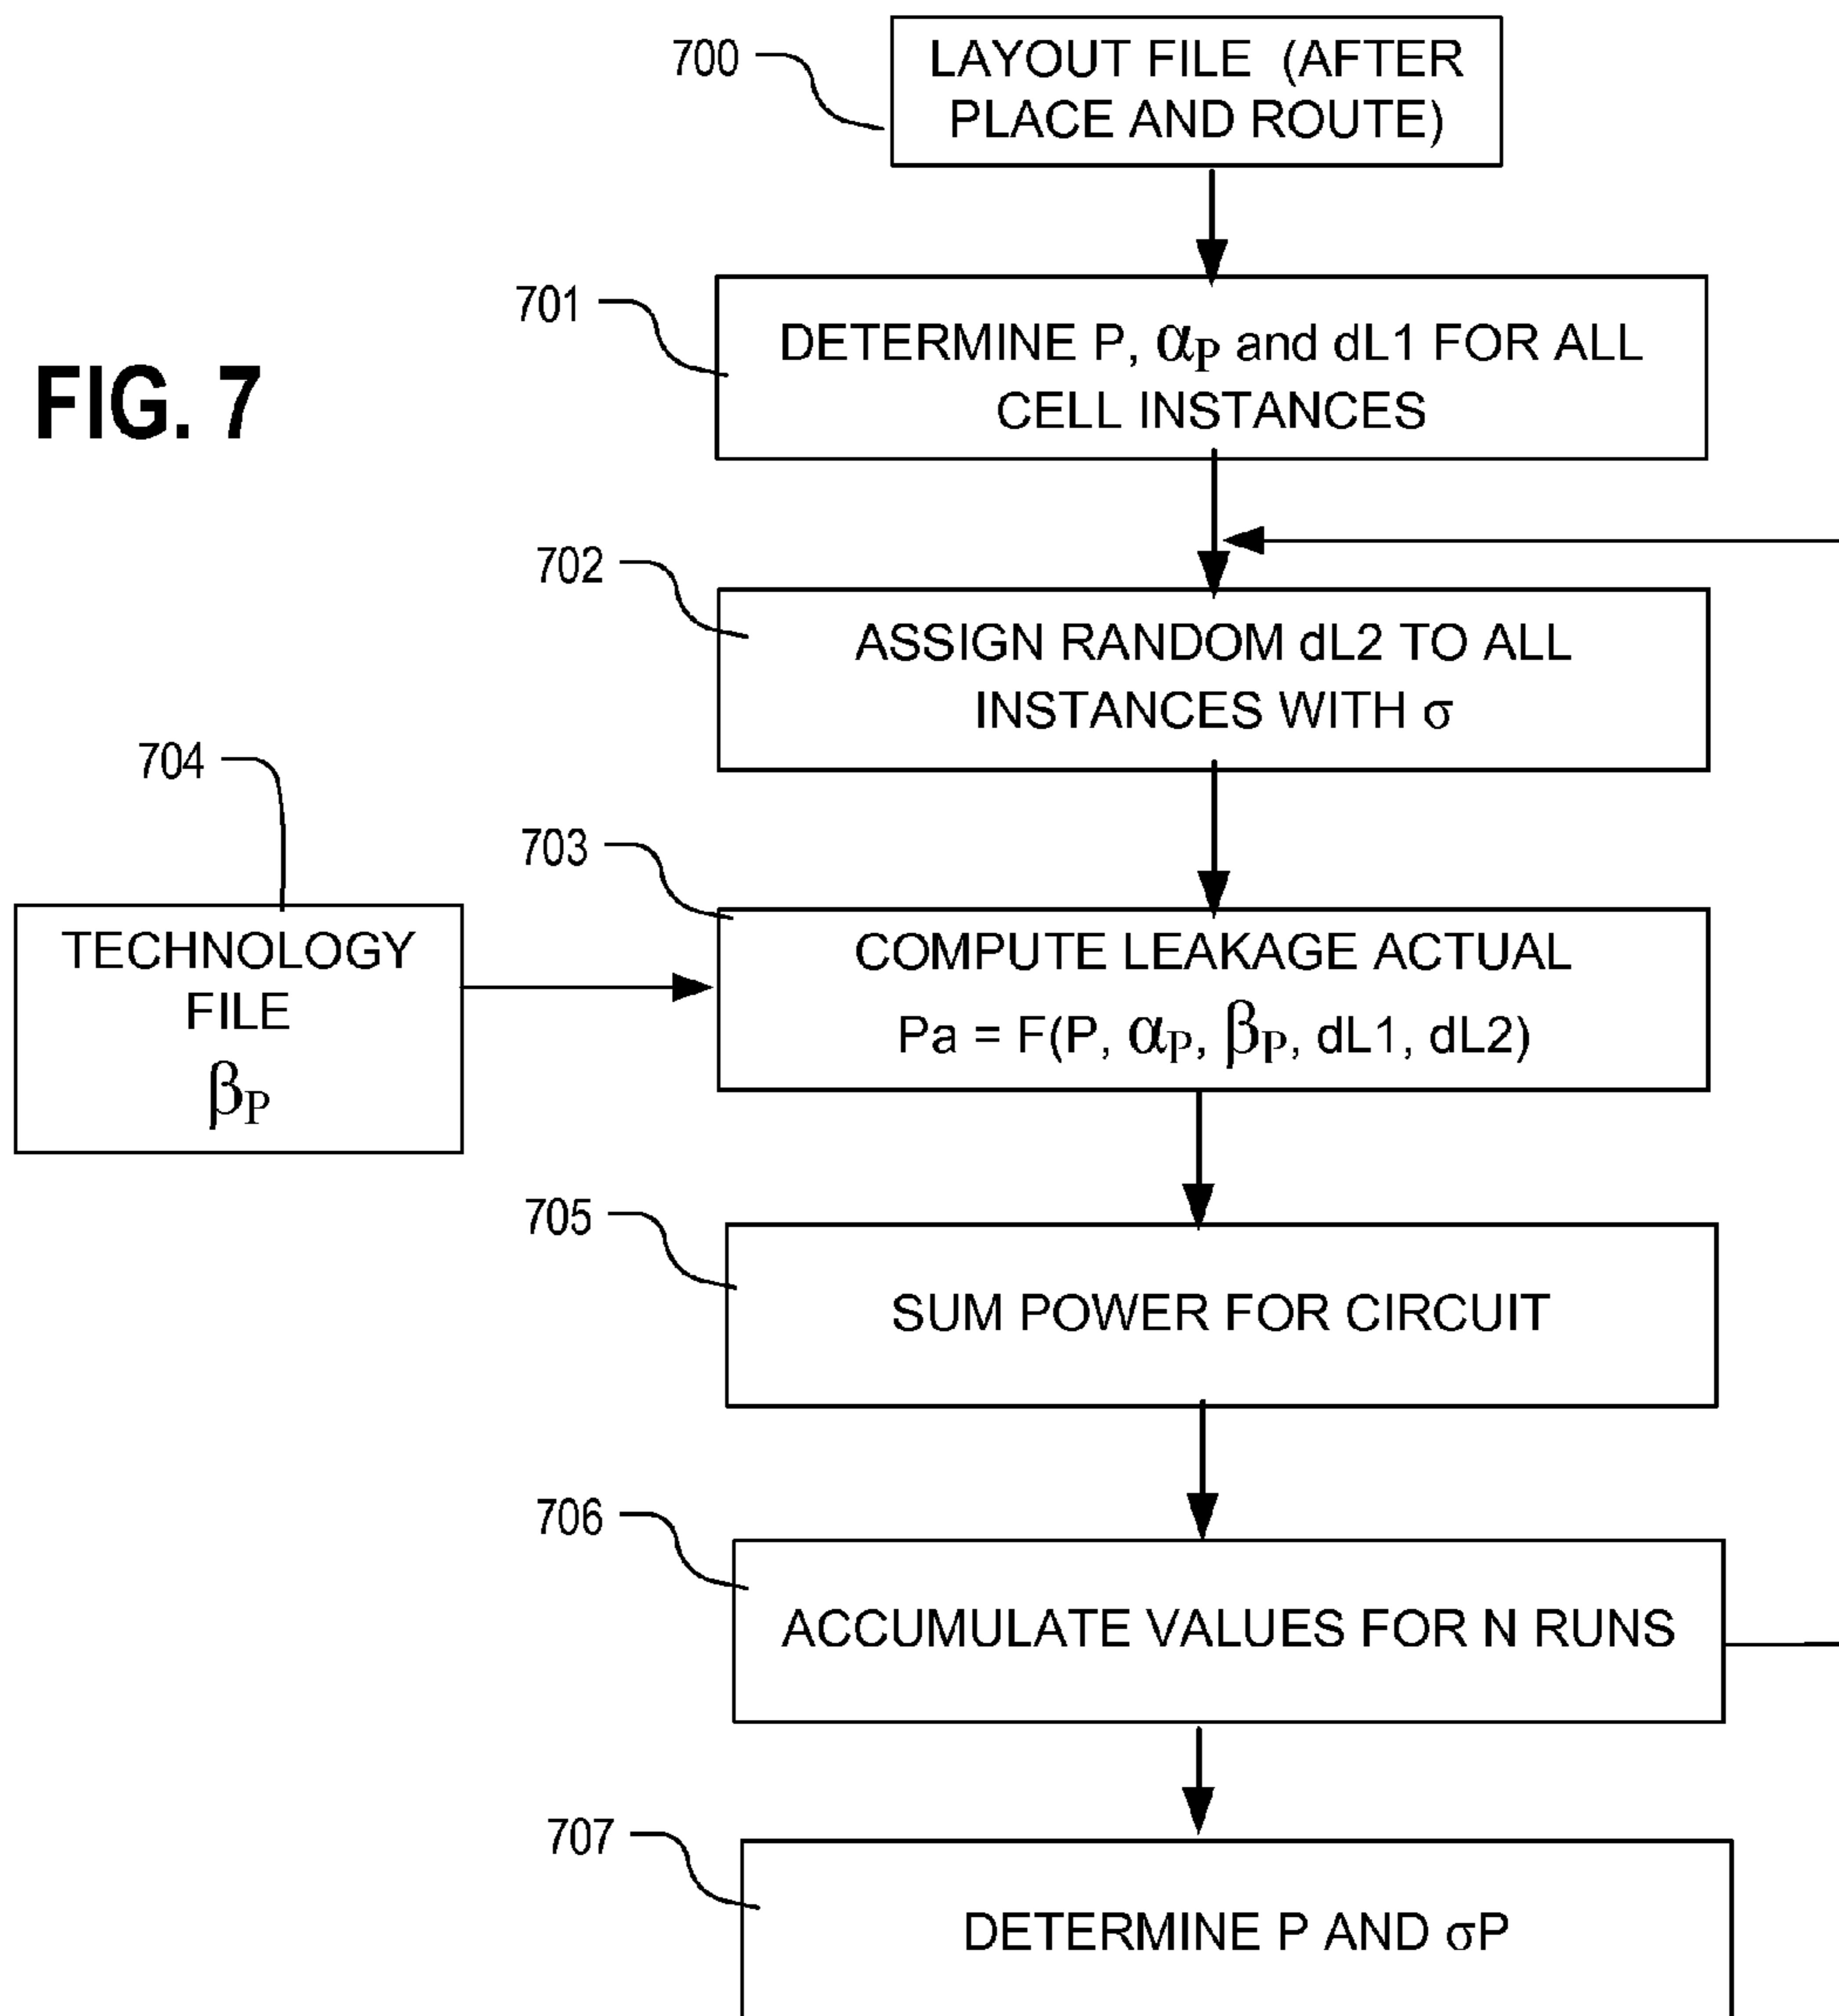 700
LAYOUT FILE (AFTER
PLACE AND ROUTE)
701
DETERMINE P, αP and dL1 FOR ALL
CELL INSTANCES
FIG. 7
702
ASSIGN RANDOM dL2 TO ALL
INSTANCES WITH σ
704
703
TECHNOLOGY
FILE
βP
COMPUTE LEAKAGE ACTUAL
Pa = F(P, αP, βP, dL1, dL2)
705
SUM POWER FOR CIRCUIT
706
ACCUMULATE VALUES FOR N RUNS
707
DETERMINE P AND σP